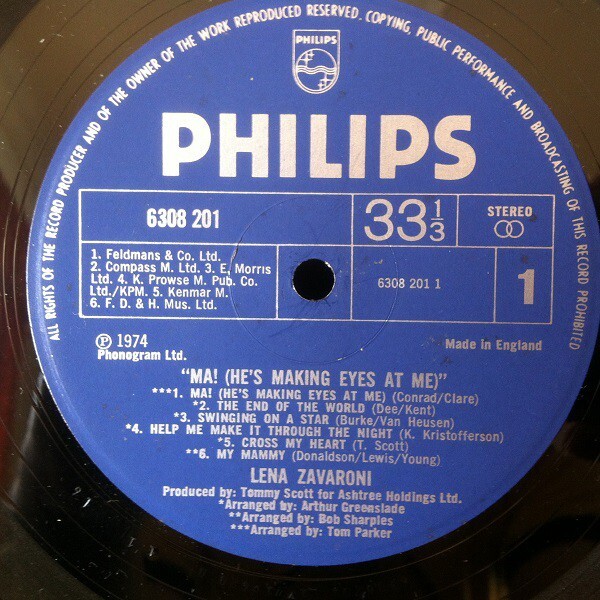 ALL RIGHTS OF THE RECORD PRODUCER AND OF THE OWNER OF THE WORK REPRODUCED RESERVED. COPYING, PUBLIC PERFORMANCE AND BROADCASTING OF THIS RECORD PROHIBITED
PHILIPS
PHILIPS
6308 201
33 1/3
STEREO
1. Feldmans & Co. Ltd.
2. Compass M. Ltd. 3. E. Morris
Ltd. 4. K. Prowse M. Pub. Co.
Ltd./KPM. 5. Kenmar M.
6. F. D. & H. Mus. Ltd.
6308 201 1
1
Ⓟ 1974
Phonogram Ltd.
Made in England
"MA! (HE'S MAKING EYES AT ME)"
***1. MA! (HE'S MAKING EYES AT ME) (Conrad/Clare)
*2. THE END OF THE WORLD (Dee/Kent)
*3. SWINGING ON A STAR (Burke/Van Heusen)
*4. HELP ME MAKE IT THROUGH THE NIGHT (K. Kristofferson)
*5. CROSS MY HEART (T. Scott)
**6. MY MAMMY (Donaldson/Lewis/Young)
LENA ZAVARONI
Produced by: Tommy Scott for Ashtree Holdings Ltd.
*Arranged by: Arthur Greenslade
**Arranged by: Bob Sharples
***Arranged by: Tom Parker